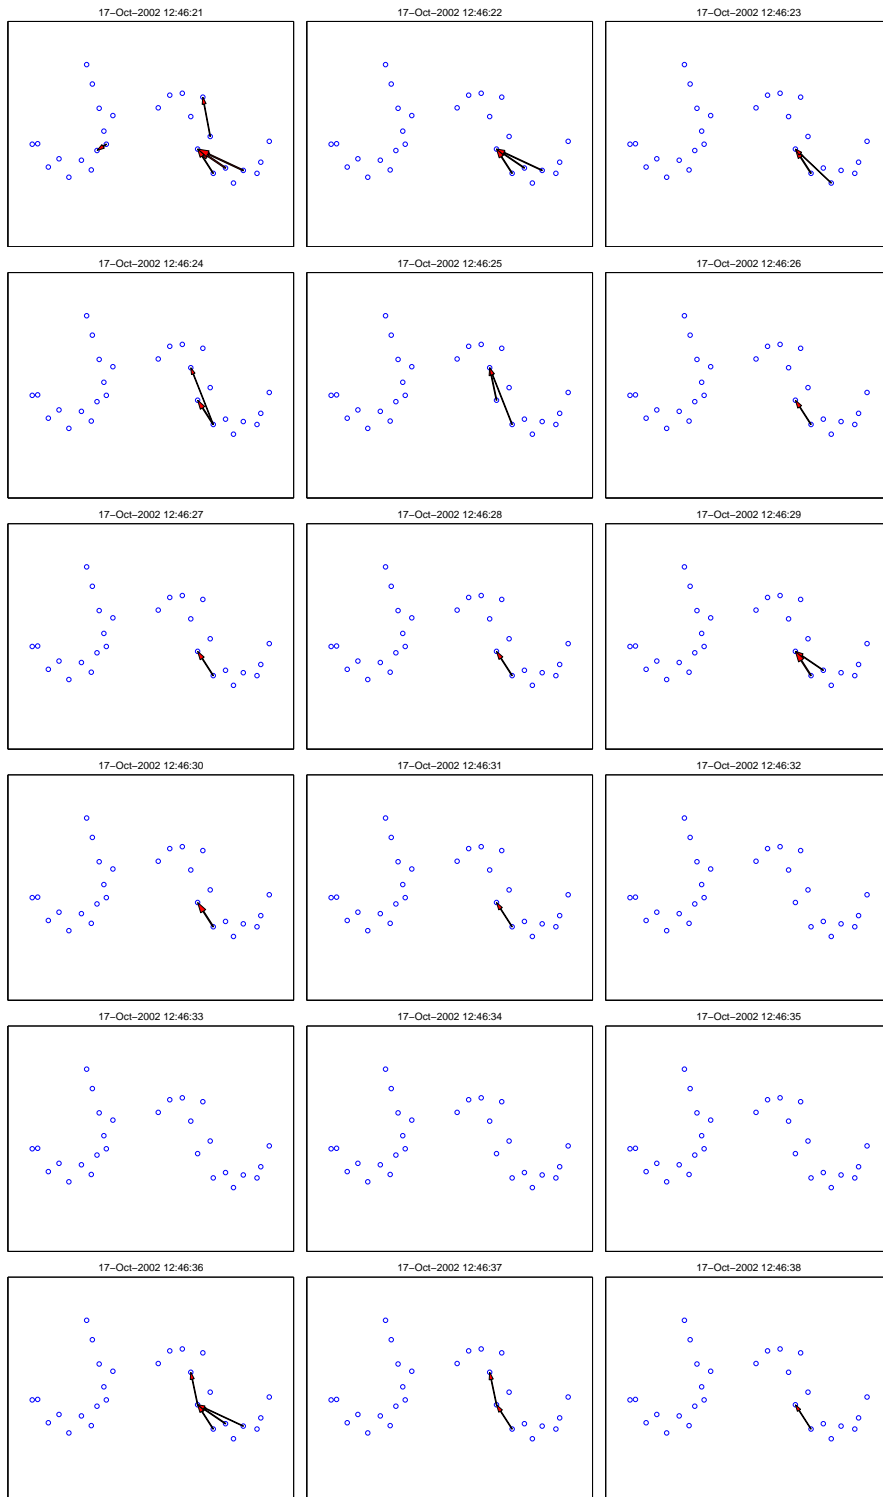 17−Oct−2002 12:46:21
17−Oct−2002 12:46:22
17−Oct−2002 12:46:23
17−Oct−2002 12:46:24
17−Oct−2002 12:46:25
17−Oct−2002 12:46:26
17−Oct−2002 12:46:27
17−Oct−2002 12:46:28
17−Oct−2002 12:46:29
17−Oct−2002 12:46:30
17−Oct−2002 12:46:31
17−Oct−2002 12:46:32
17−Oct−2002 12:46:33
17−Oct−2002 12:46:34
17−Oct−2002 12:46:35
17−Oct−2002 12:46:36
17−Oct−2002 12:46:37
17−Oct−2002 12:46:38